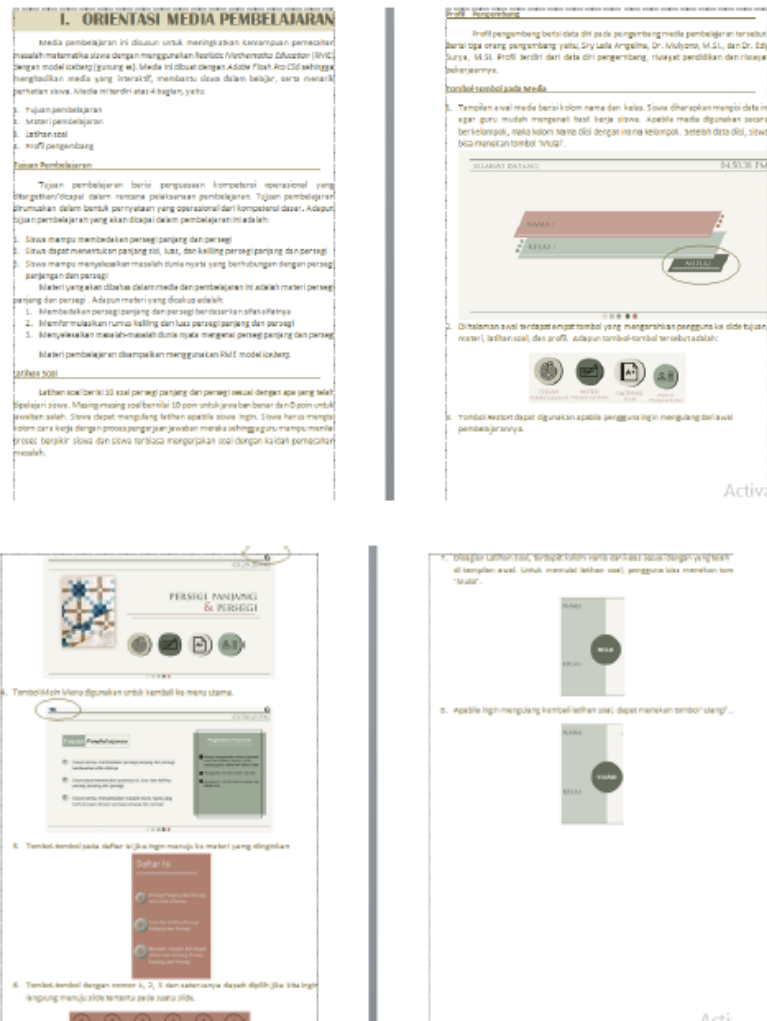 I. ORIENTASI MEDIA PEMBELAJARAN
Media pembelajaran ini disusun untuk meningkatkan kemampuan pemecahan
masalah matematika siswa dengan menggunakan Realistic Mathematics Education (RME)
dengan model iceberg (gunung es). Media ini dibuat dengan Adobe Flash Pro CS6 sehingga
menghasilkan media yang interaktif, membantu siswa dalam belajar, serta menarik
perhatian siswa. Media ini terdiri atas 4 bagian, yaitu:
1. Tujuan pembelajaran
2. Materi pembelajaran
3. Latihan soal
4. Profil pengembang
Tujuan Pembelajaran
Tujuan pembelajaran berisi penguasaan kompetensi operasional yang
ditargetkan/dicapai dalam rencana pelaksanaan pembelajaran. Tujuan pembelajaran
dirumuskan dalam bentuk pernyataan yang operasional dari kompetensi dasar. Adapun
tujuan pembelajaran yang akan dicapai dalam pembelajaran ini adalah:
1. Siswa mampu membedakan persegi panjang dan persegi
2. Siswa dapat menentukan panjang sisi, luas, dan keliling persegi panjang dan persegi
3. Siswa mampu menyelesaikan masalah dunia nyata yang berhubungan dengan persegi
panjangan dan persegi
Materi yang akan dibahas dalam media dan pembelajaran ini adalah materi persegi
panjang dan persegi . Adapun materi yang dicakup adalah:
1. Membedakan persegi panjang dan persegi berdasarkan sifat-sifatnya
2. Memformulasikan rumus keliling dan luas persegi panjang dan persegi
3. Menyelesaikan masalah-masalah dunia nyata mengenai persegi panjang dan persegi
Materi pembelajaran disampaikan menggunakan RME model iceberg.
Latihan Soal
Latihan soal berisi 10 soal persegi panjang dan persegi sesuai dengan apa yang telah
dipelajari siswa. Masing-masing soal bernilai 10 poin untuk jawaban benar dan 0 poin untuk
jawaban salah. Siswa dapat mengulang latihan apabila siswa ingin. Siswa harus mengisi
kolom cara kerja dengan proses pengerjaan jawaban mereka sehingga guru mampu menilai
proses berpikir siswa dan siswa terbiasa mengerjakan soal dengan kaidah pemecahan
masalah.
Profil Pengembang
Profil pengembang berisi data diri pada pengembang media pembelajaran tersebut.
Berisi tiga orang pengembang yaitu, Sry Laila Amgelina, Dr. Mulyono, M.Si., dan Dr. Edy
Surya, M.Si. Profil terdiri dari data diri pengembang, riwayat pendidikan dan riwayat
pekerjaannya.
Tombol-tombol pada Media
1. Tampilan awal media berisi kolom nama dan kelas. Siswa diharapkan mengisi data ini
agar guru mudah mengenali hasil kerja siswa. Apabila media digunakan secara
berkelompok, maka kolom nama diisi dengan nama kelompok. Setelah data diisi, siswa
bisa menekan tombol "Mulai".
SELAMAT DATANG
04:50:38 PM
NAMA :
KELAS :
MULAI
2. Di halaman awal terdapat empat tombol yang mengarahkan pengguna ke slide tujuan,
materi, latihan soal, dan profil. Adapun tombol-tombol tersebut adalah:
3. Tombol Restart dapat digunakan apabila pengguna ingin mengulang dari awal
pembelajarannya.
Activa
PERSEGI PANJANG
& PERSEGI
4. Tombol Main Menu digunakan untuk kembali ke menu utama.
Tujuan Pembelajaran
5. Tombol-tombol pada daftar isi jika ingin menuju ke materi yang diinginkan
Daftar Isi
6. Tombol-tombol dengan nomor 1, 2, 3 dan seterusnya dapat dipilih jika kita ingin
langsung menuju slide tertentu pada suatu slide.
7. Dibagian Latihan Soal, terdapat kolom nama dan kelas sesuai dengan yang telah
di tampilan awal. Untuk memulai latihan soal, pengguna bisa menekan tom
"Mulai".
NAMA
MULAI
KELAS
8. Apabila ingin mengulang kembali latihan soal, dapat menekan tombol "Ulangi".
NAMA
KELAS
Acti